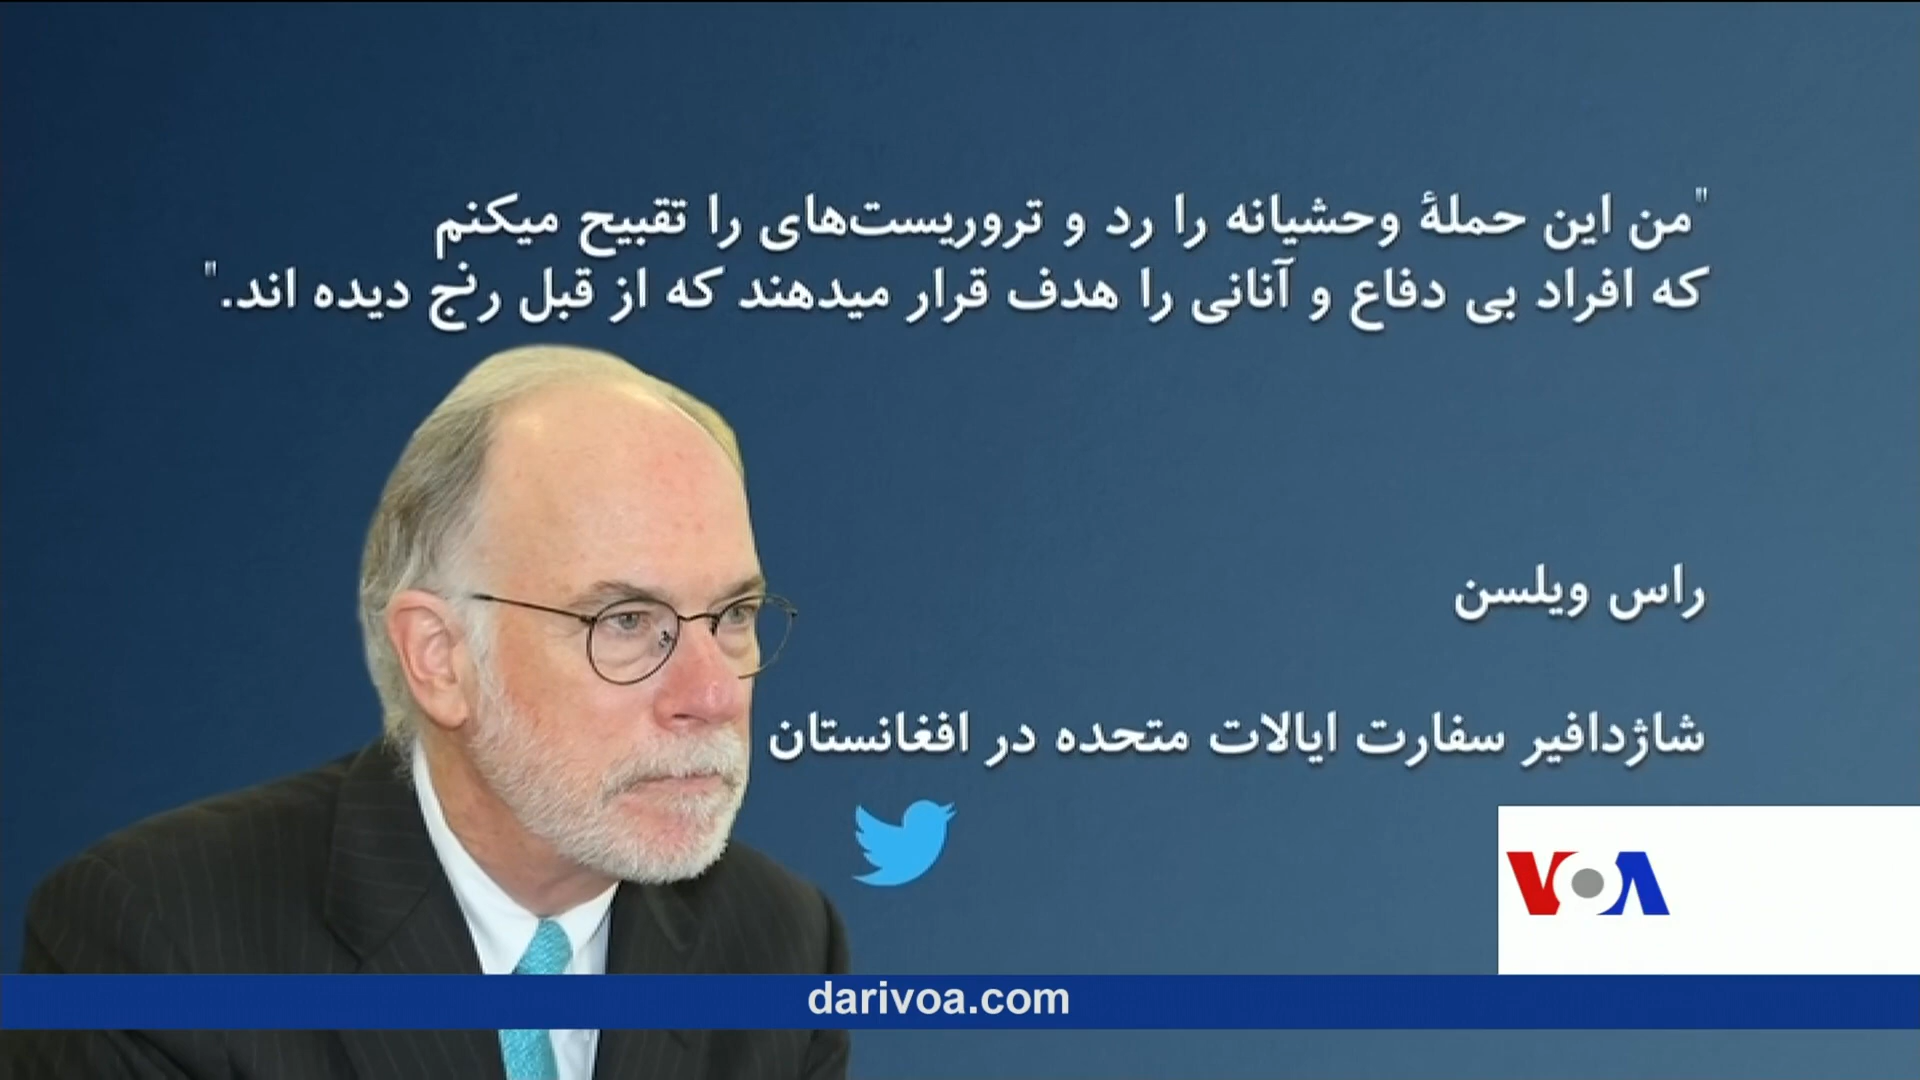 "من این حملهٔ وحشیانه را رد و تروریست‌های را تقبیح میکنم
که افراد بی دفاع و آنانی را هدف قرار میدهند که از قبل رنج دیده اند."
راس ویلسن
شاژدافیر سفارت ایالات متحده در افغانستان
VOA
darivoa.com